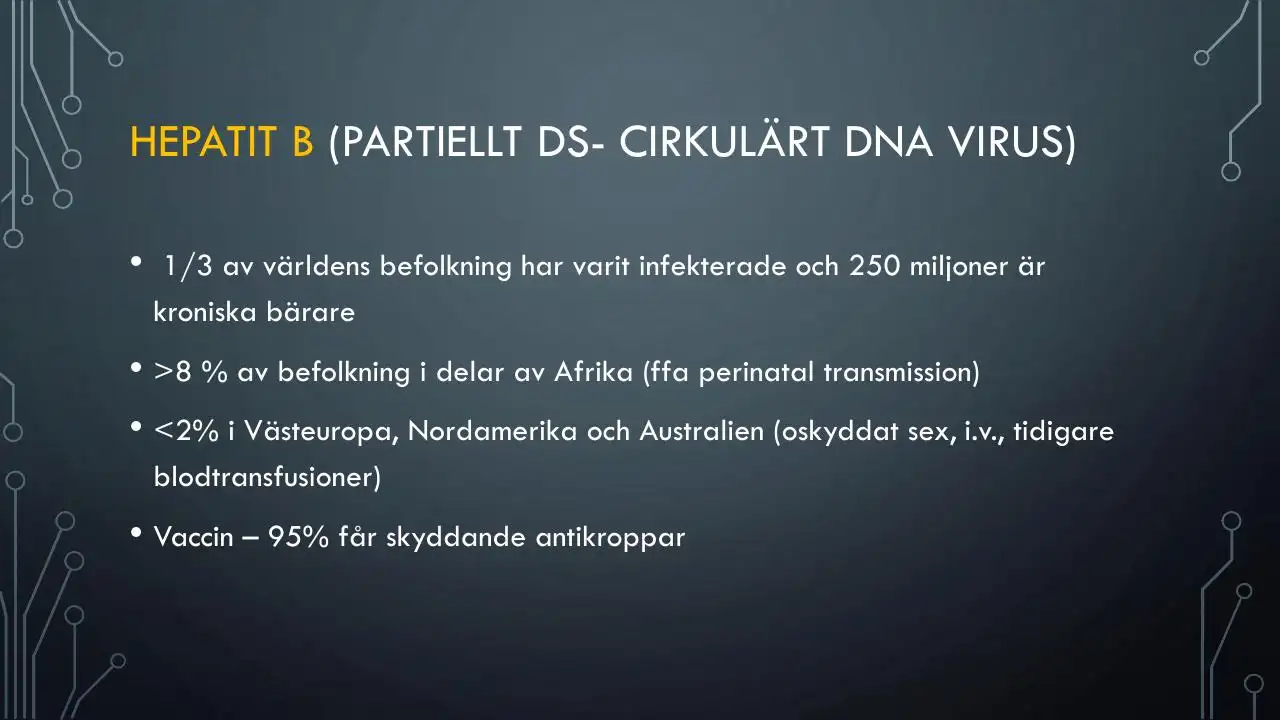 HEPATIT B (PARTIELLT DS- CIRKULÄRT DNA VIRUS)
• 1/3 av världens befolkning har varit infekterade och 250 miljoner är
kroniska bärare
• >8 % av befolkning i delar av Afrika (ffa perinatal transmission)
• <2% i Västeuropa, Nordamerika och Australien (oskyddat sex, i.v., tidigare
blodtransfusioner)
• Vaccin – 95% får skyddande antikroppar